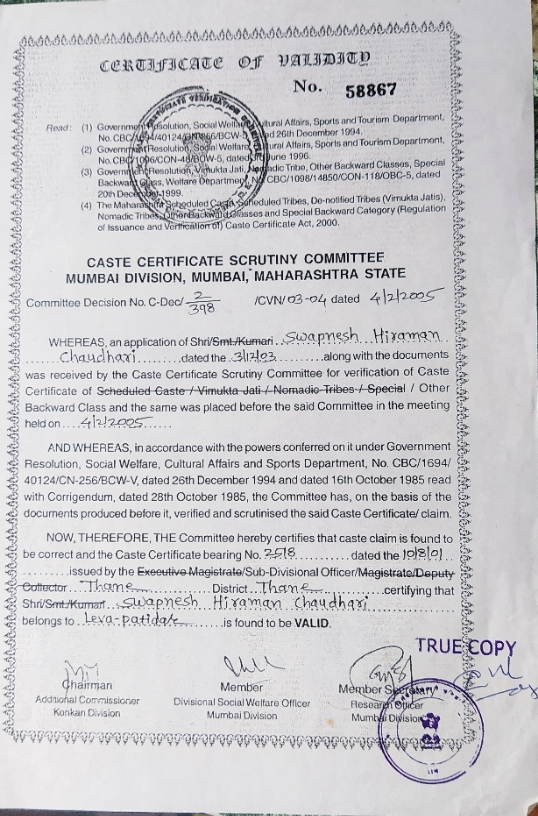 CERTIFICATE OF VALIDITY
No. 58867
Read : (1) Government Resolution, Social Welfare, Cultural Affairs, Sports and Tourism Department,
No. CBC/1694/40124/CN-256/BCW-5, dated 26th December 1994.
(2) Government Resolution, Social Welfare, Cultural Affairs, Sports and Tourism Department,
No. CBC/1096/CON-48/BCW-5, dated June 1996.
(3) Government Resolution, Vimukta Jati, Nomadic Tribe, Other Backward Classes, Special
Backward Class, Welfare Department, CBC/1098/14850/CON-118/OBC-5, dated
20th December 1999.
(4) The Maharashtra Scheduled Caste, Scheduled Tribes, De-notified Tribes (Vimukta Jatis),
Nomadic Tribes, Other Backward Classes and Special Backward Category (Regulation
of Issuance and Verification of) Caste Certificate Act, 2000.
CASTE CERTIFICATE SCRUTINY COMMITTEE
MUMBAI DIVISION, MUMBAI, MAHARASHTRA STATE
Committee Decision No. C-Dec/ 2/398 /CVN/03-04 dated 4/2/2005
WHEREAS, an application of Shri/Smt./Kumari Swapnesh Hiraman
Chaudhari dated the 3/12/03 along with the documents
was received by the Caste Certificate Scrutiny Committee for verification of Caste
Certificate of Scheduled Caste / Vimukta Jati / Nomadic Tribes / Special / Other
Backward Class and the same was placed before the said Committee in the meeting
held on 4/2/2005
AND WHEREAS, in accordance with the powers conferred on it under Government
Resolution, Social Welfare, Cultural Affairs and Sports Department, No. CBC/1694/
40124/CN-256/BCW-V, dated 26th December 1994 and dated 16th October 1985 read
with Corrigendum, dated 28th October 1985, the Committee has, on the basis of the
documents produced before it, verified and scrutinised the said Caste Certificate/ claim.
NOW, THEREFORE, THE Committee hereby certifies that caste claim is found to
be correct and the Caste Certificate bearing No. 2518 dated the 10/8/01
issued by the Executive Magistrate/Sub-Divisional Officer/Magistrate/Deputy
Collector Thane District Thane certifying that
Shri/Smt./Kumari Swapnesh Hiraman Chaudhari
belongs to Leva-patidar is found to be VALID.
TRUE COPY
Chairman
Additional Commissioner
Konkan Division
Member
Divisional Social Welfare Officer
Mumbai Division
Member Secretary
Research Officer
Mumbai Division